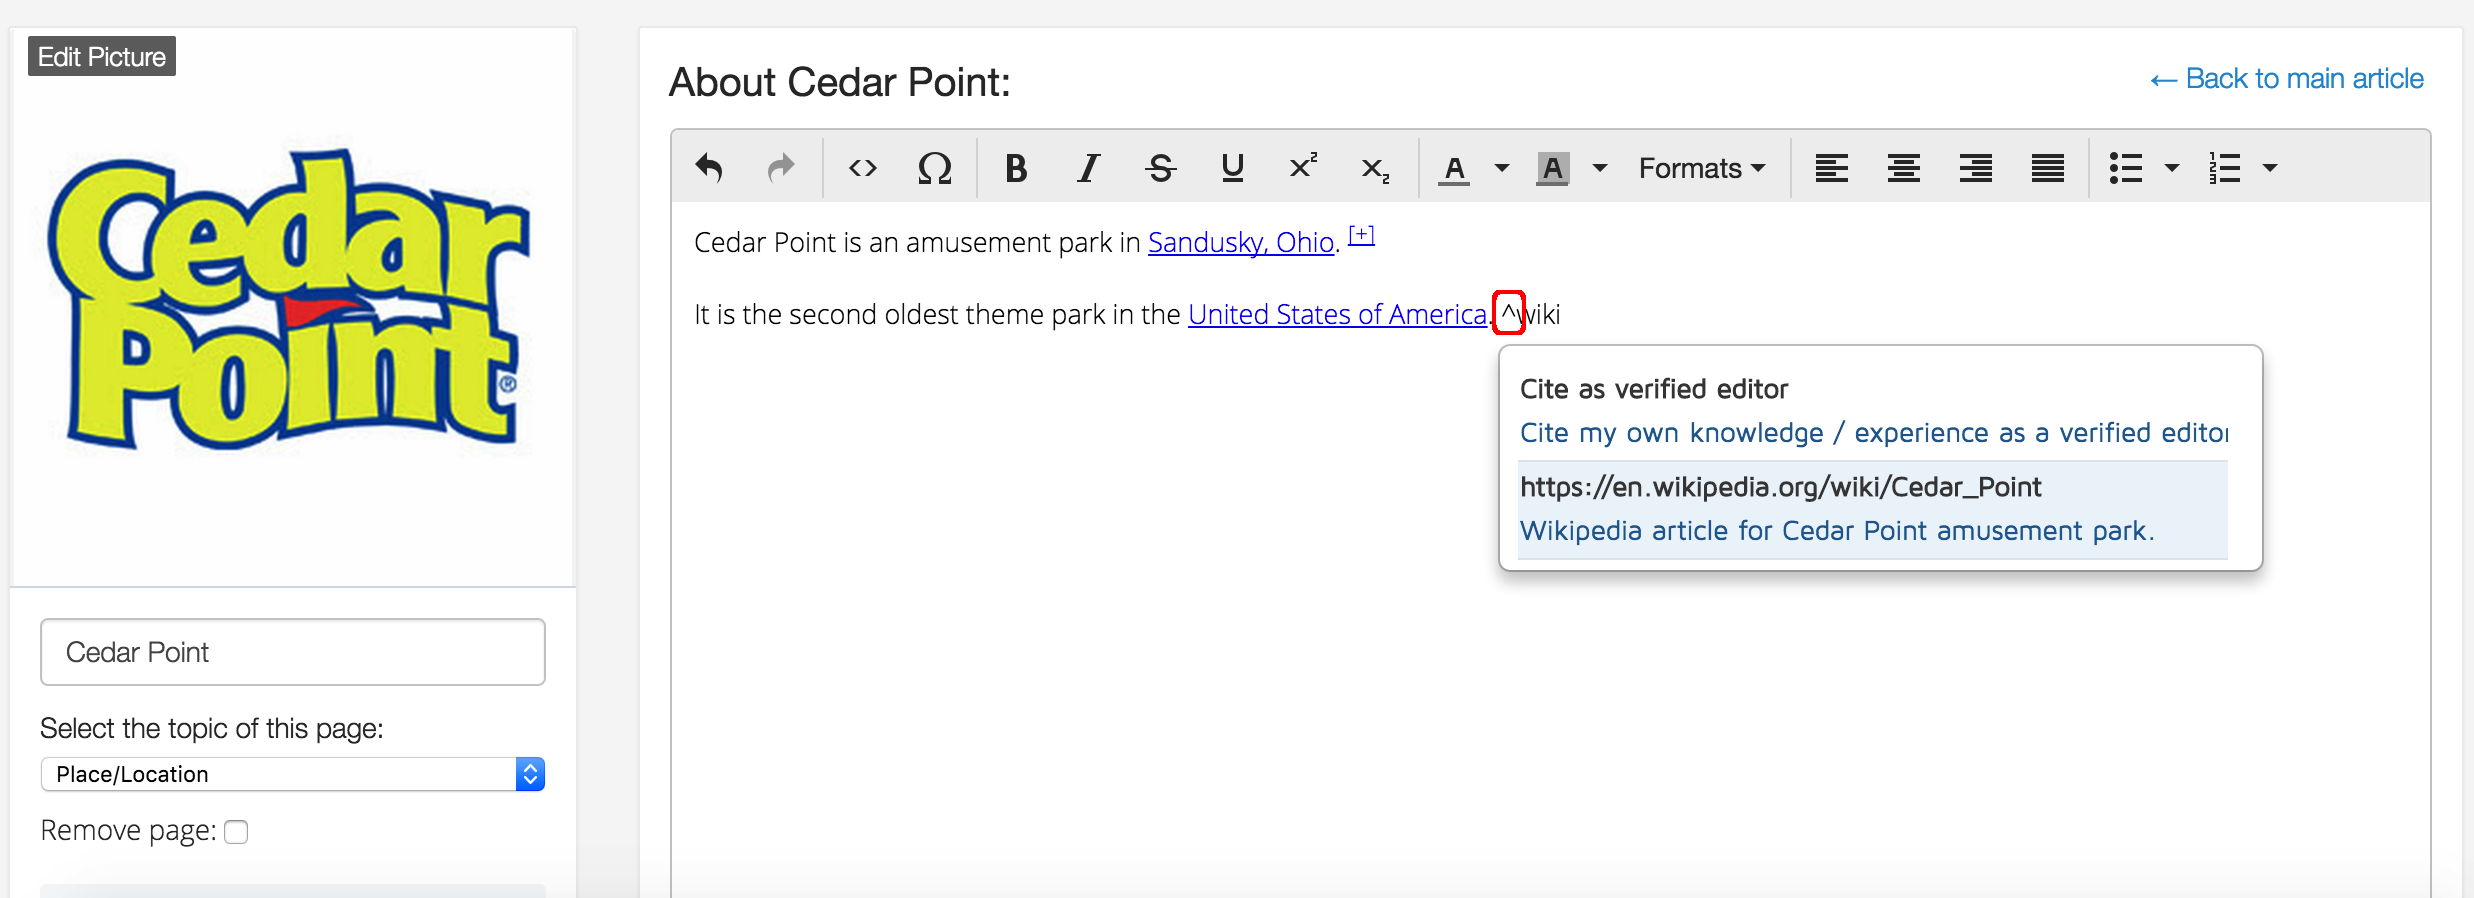 Edit Picture
Cedar
Point®
Cedar Point
Select the topic of this page:
Place/Location
Remove page:
About Cedar Point:
← Back to main article
<> Ω B I S U x² x₂ A A Formats
Cedar Point is an amusement park in Sandusky, Ohio. [+]
It is the second oldest theme park in the United States of America. ^wiki
Cite as verified editor
Cite my own knowledge / experience as a verified editor
https://en.wikipedia.org/wiki/Cedar_Point
Wikipedia article for Cedar Point amusement park.